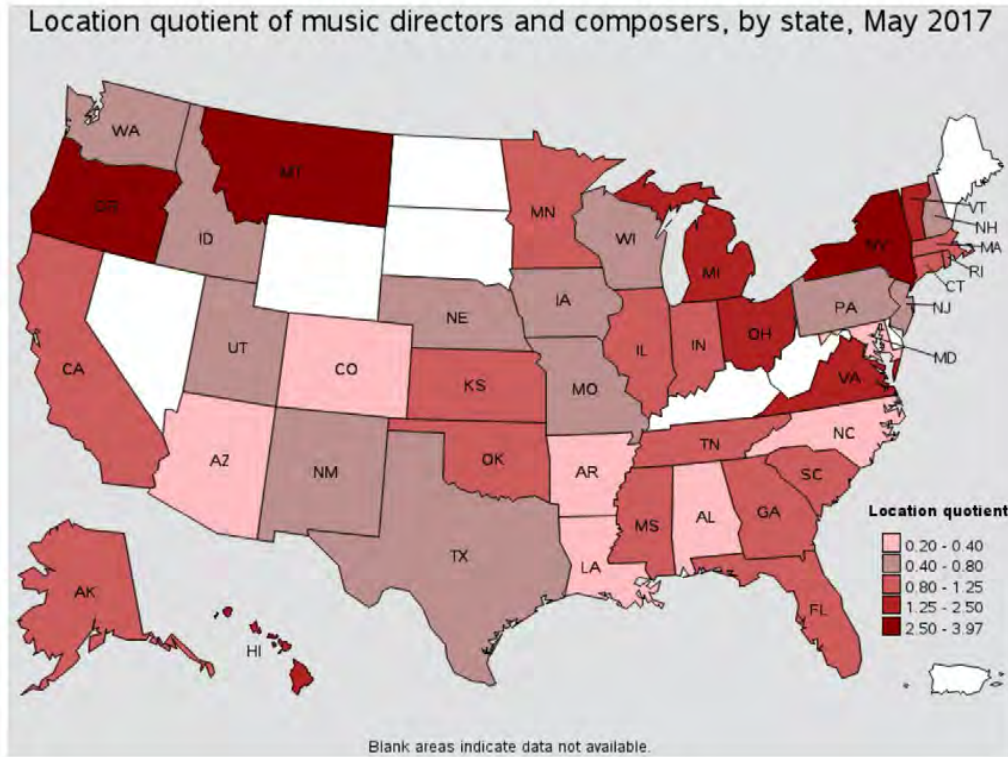 Location quotient of music directors and composers, by state, May 2017
WA
MT
OR
ID
MN
VT
NH
MA
RI
CT
NY
WI
MI
IA
NE
PA
NJ
UT
CO
IL
IN
OH
MD
CA
KS
MO
VA
AZ
NM
OK
AR
TN
NC
SC
MS
AL
GA
TX
LA
FL
AK
HI
Location quotient
0.20 - 0.40
0.40 - 0.80
0.80 - 1.25
1.25 - 2.50
2.50 - 3.97
Blank areas indicate data not available.